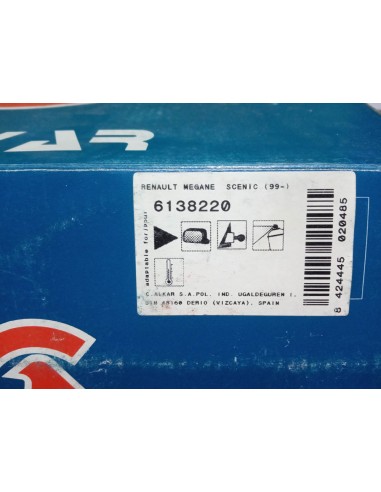 KAR
RENAULT MEGANE SCENIC (99-)
6138220
adaptable for/pour
C.ALKAR S.A.POL. IND. UGALDEGUREN I,
48160 DERIO (VIZCAYA). SPAIN
8 424445 020485